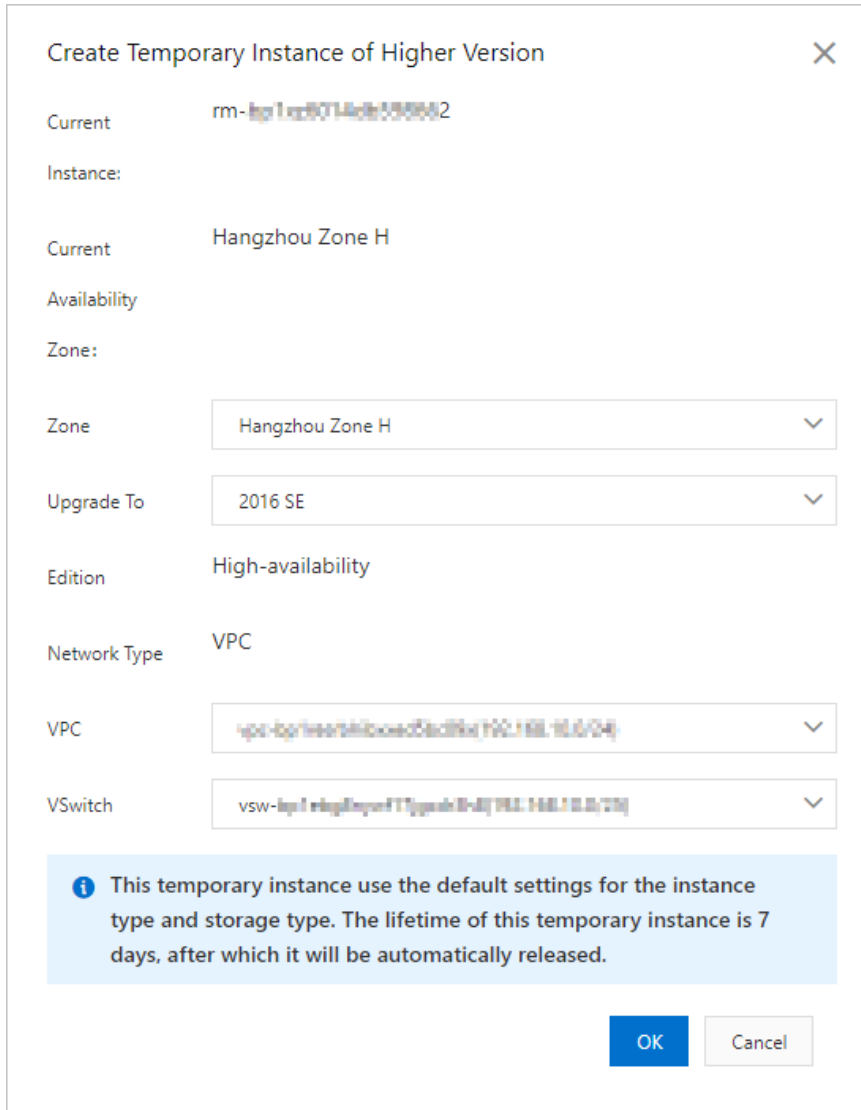 Create Temporary Instance of Higher Version
Current Instance:
rm-
2
Current Availability Zone:
Hangzhou Zone H
Zone
Hangzhou Zone H
Upgrade To
2016 SE
Edition
High-availability
Network Type
VPC
VPC
VSwitch
vsw-
This temporary instance use the default settings for the instance
type and storage type. The lifetime of this temporary instance is 7
days, after which it will be automatically released.
OK
Cancel